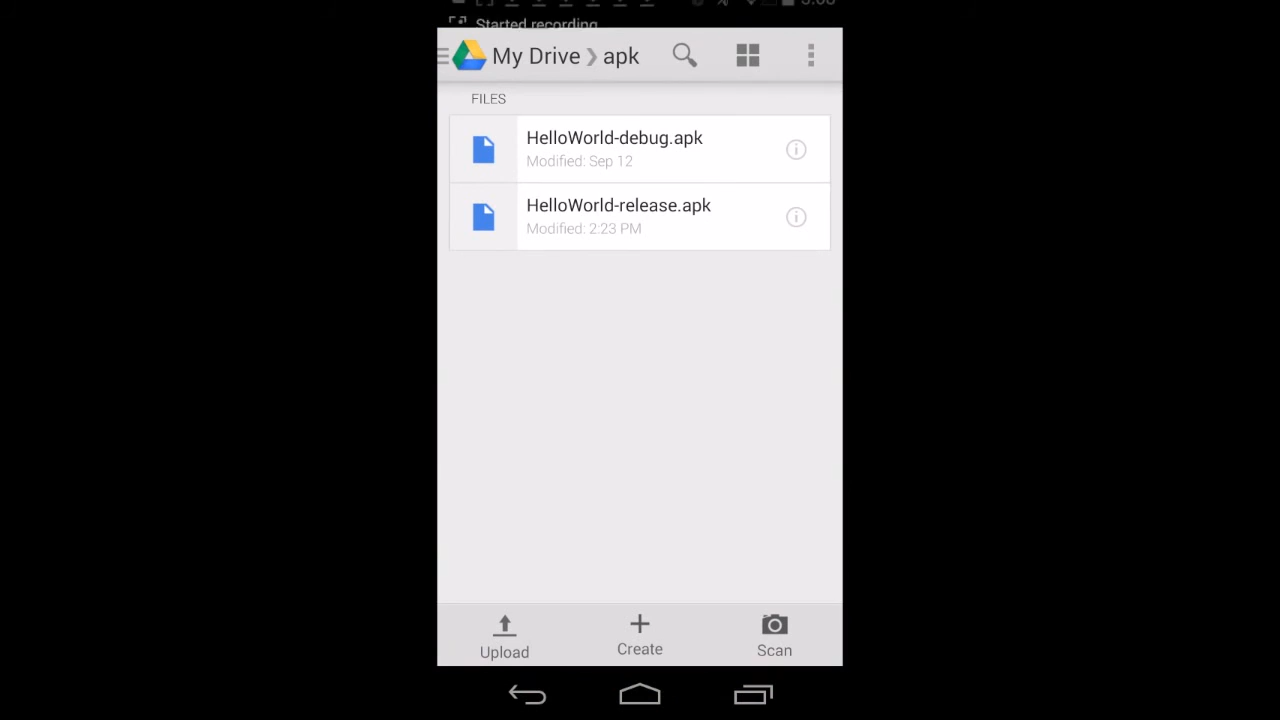 Started recording
My Drive ❯ apk
FILES
HelloWorld-debug.apk
Modified: Sep 12
HelloWorld-release.apk
Modified: 2:23 PM
Upload
Create
Scan